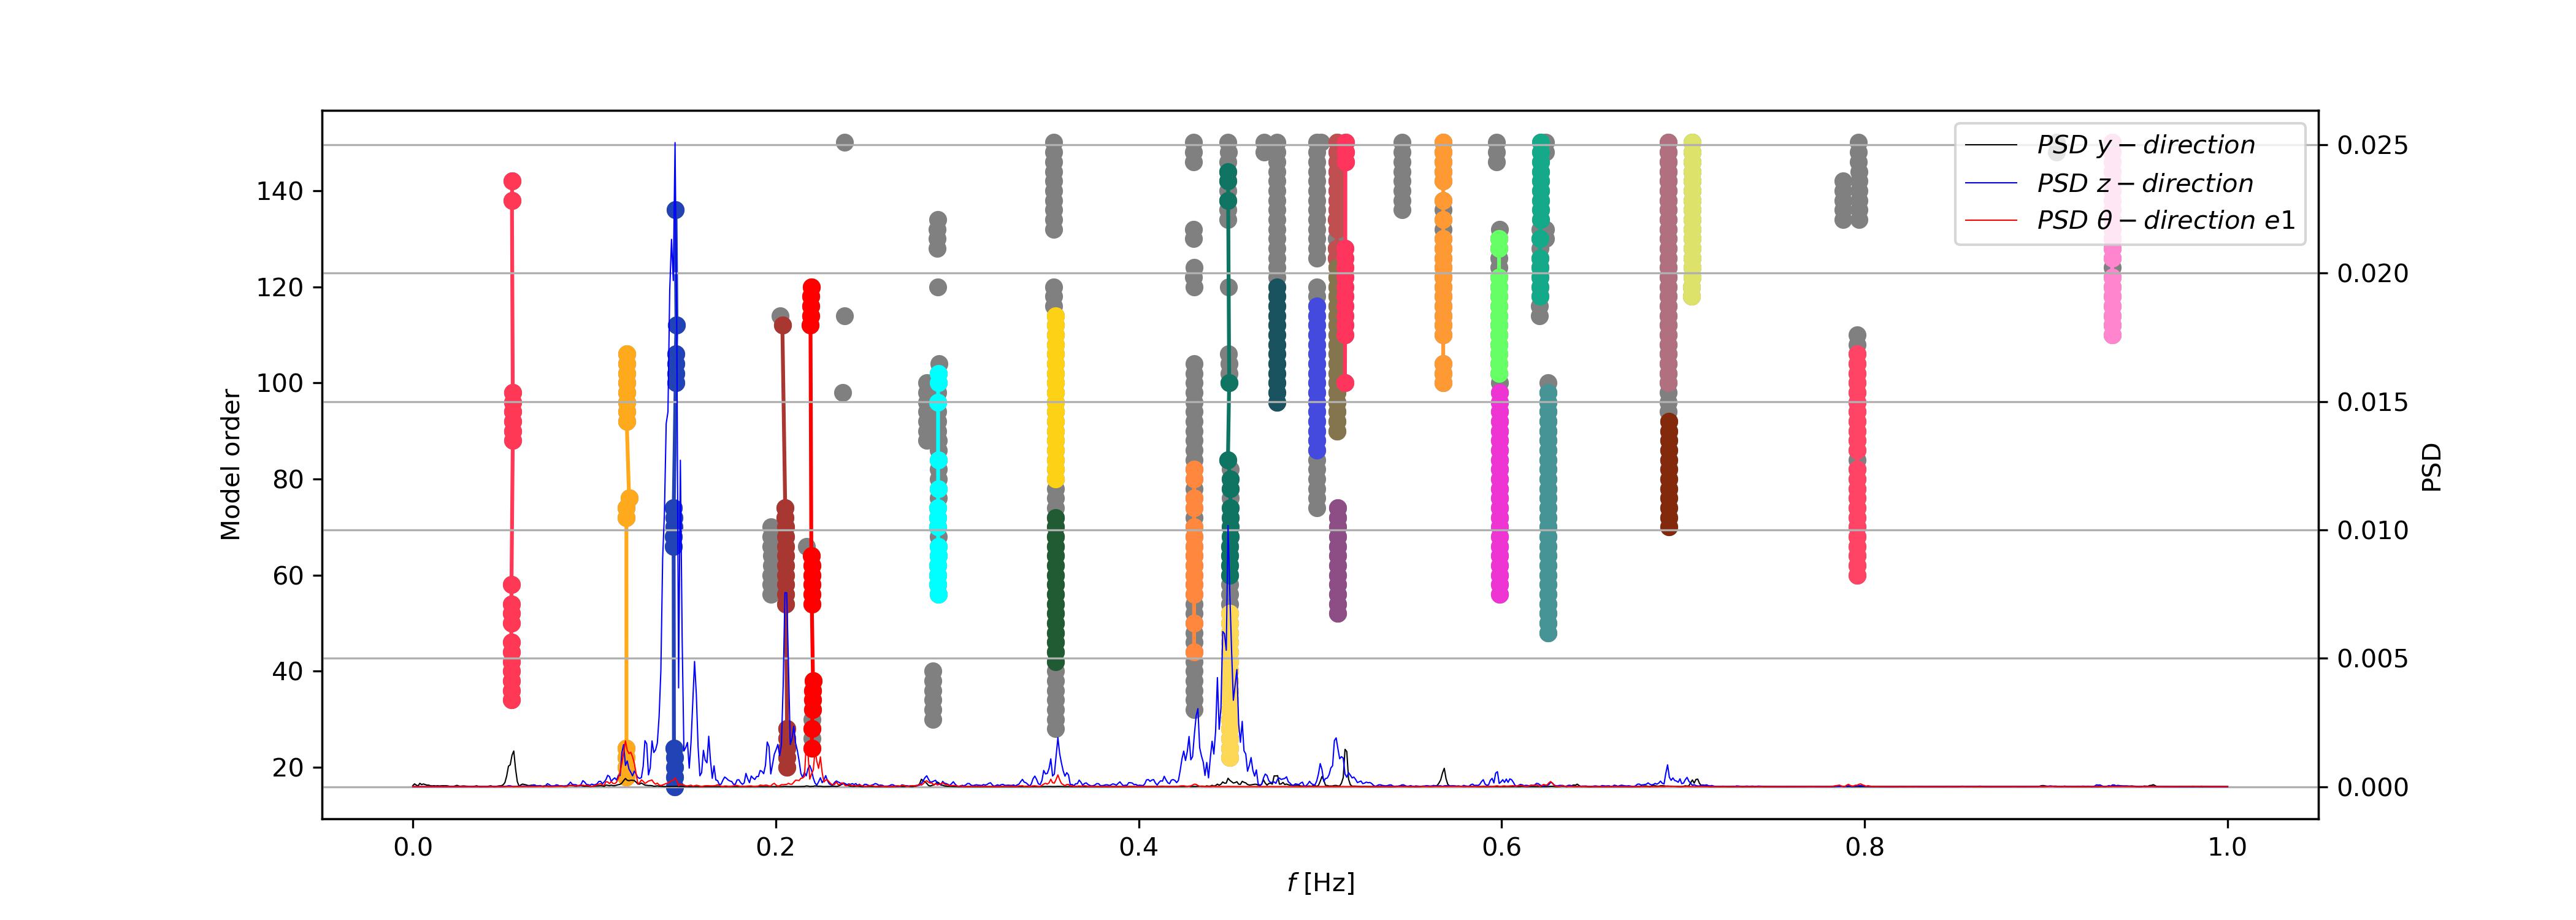 PSD y − direction
PSD z − direction
PSD θ − direction e1
Model order
140
120
100
80
60
40
20
0.025
0.020
0.015
0.010
0.005
0.000
PSD
0.0 0.2 0.4 0.6 0.8 1.0
f [Hz]